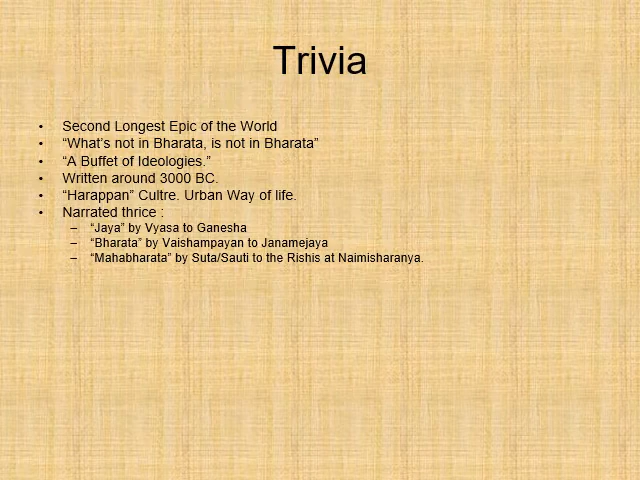 Trivia
• Second Longest Epic of the World
• “What’s not in Bharata, is not in Bharata”
• “A Buffet of Ideologies.”
• Written around 3000 BC.
• “Harappan” Cultre. Urban Way of life.
• Narrated thrice :
– “Jaya” by Vyasa to Ganesha
– “Bharata” by Vaishampayan to Janamejaya
– “Mahabharata” by Suta/Sauti to the Rishis at Naimisharanya.